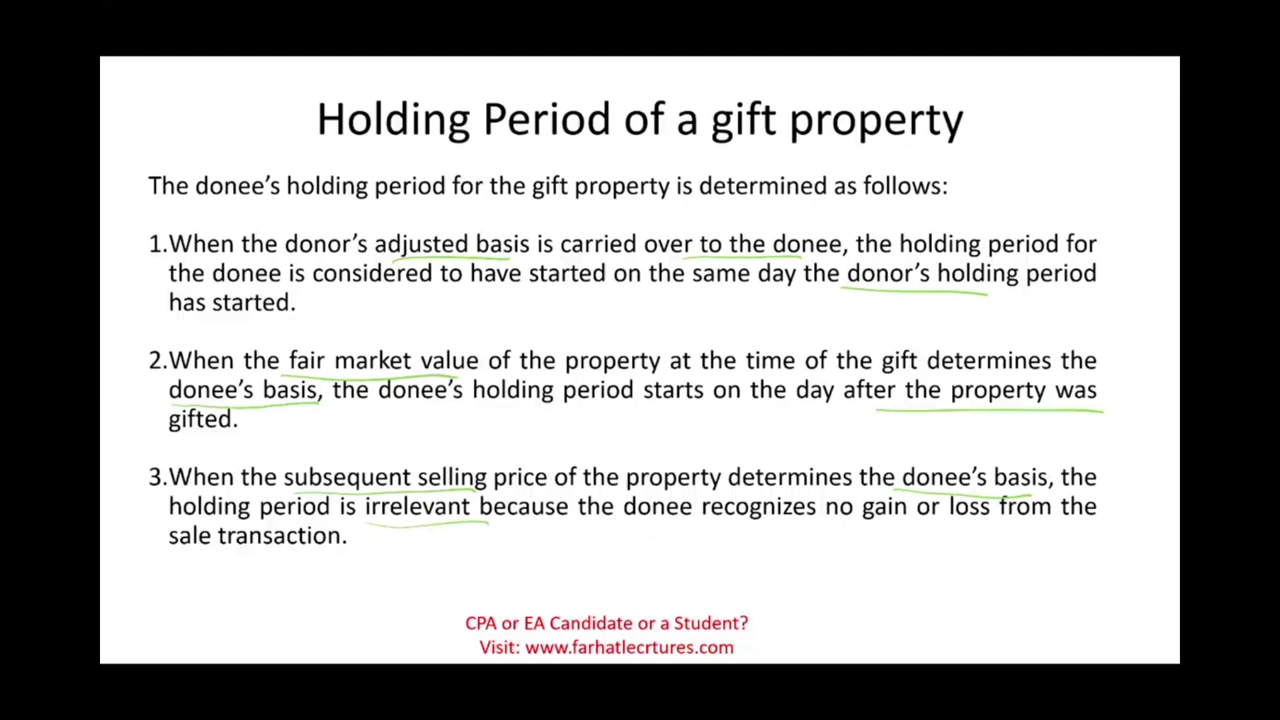 Holding Period of a gift property
The donee's holding period for the gift property is determined as follows:
1.When the donor's adjusted basis is carried over to the donee, the holding period for
the donee is considered to have started on the same day the donor's holding period
has started.
2.When the fair market value of the property at the time of the gift determines the
donee's basis, the donee's holding period starts on the day after the property was
gifted.
3.When the subsequent selling price of the property determines the donee's basis, the
holding period is irrelevant because the donee recognizes no gain or loss from the
sale transaction.
CPA or EA Candidate or a Student?
Visit: www.farhatlecrtures.com